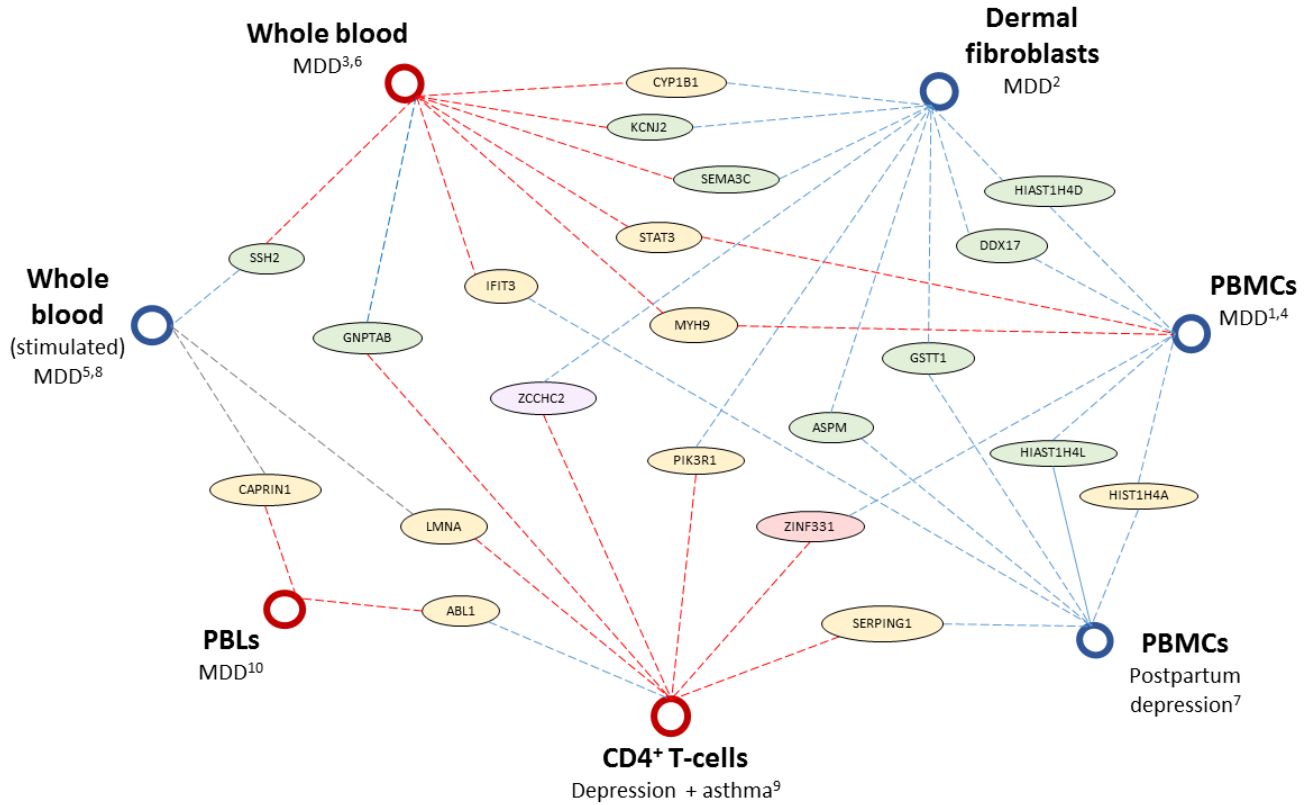 Whole blood
MDD3,6
Dermal
fibroblasts
MDD2
CYP1B1
KCNJ2
SEMA3C
HIAST1H4D
STAT3
DDX17
SSH2
Whole
blood
(stimulated)
MDD5,8
IFIT3
PBMCs
MDD1,4
MYH9
GNPTAB
GSTT1
ZCCHC2
ASPM
PIK3R1
HIAST1H4L
CAPRIN1
HIST1H4A
LMNA
ZINF331
ABL1
SERPING1
PBLs
MDD10
PBMCs
Postpartum
depression7
CD4+ T-cells
Depression + asthma9